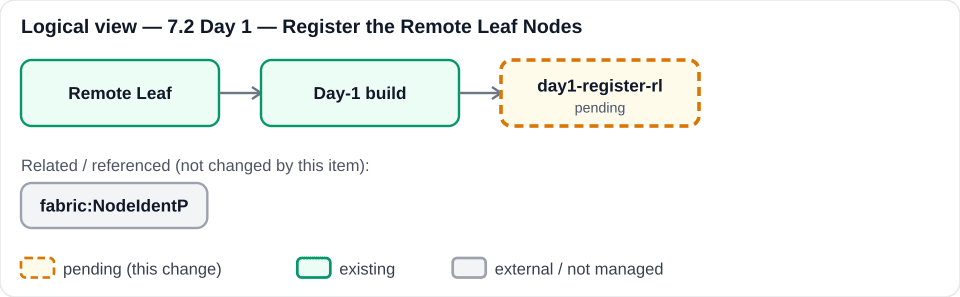 Logical view — 7.2 Day 1 — Register the Remote Leaf Nodes
Remote Leaf
Day-1 build
day1-register-rl
pending
Related / referenced (not changed by this item):
fabric:NodeIdentP
pending (this change)
existing
external / not managed